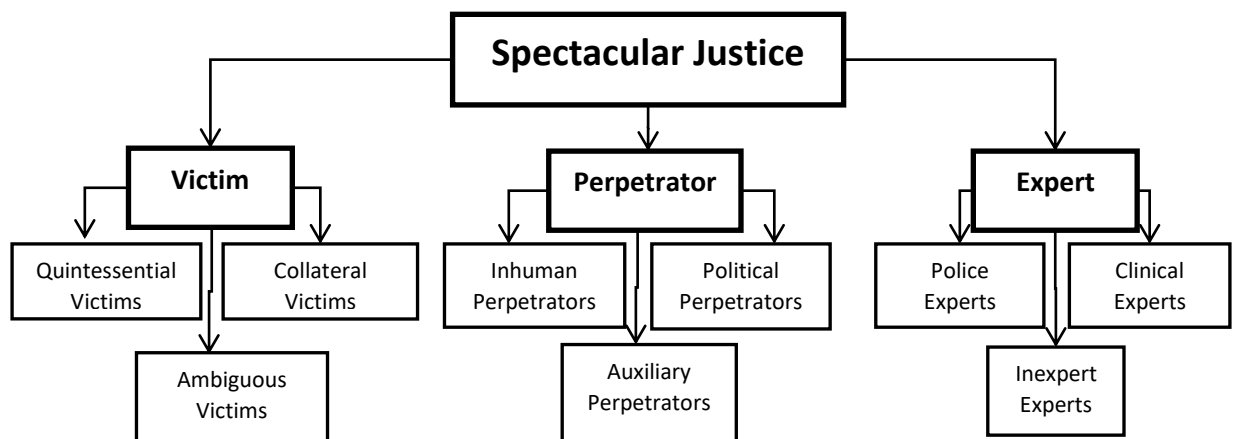 Spectacular Justice
Victim
Perpetrator
Expert
Quintessential
Victims
Collateral
Victims
Inhuman
Perpetrators
Political
Perpetrators
Police
Experts
Clinical
Experts
Ambiguous
Victims
Auxiliary
Perpetrators
Inexpert
Experts